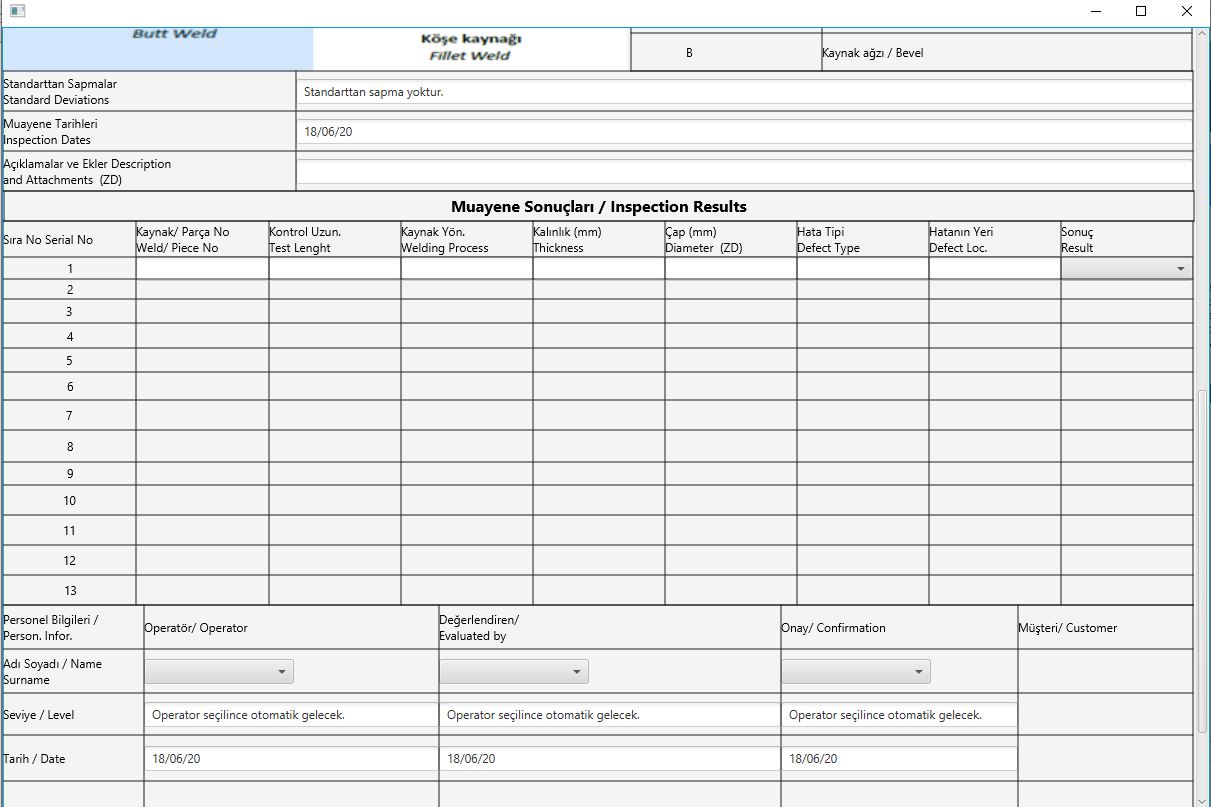 Butt Weld
Köşe kaynağı
Fillet Weld
B
Kaynak ağzı / Bevel
Standarttan Sapmalar
Standard Deviations
Standarttan sapma yoktur.
Muayene Tarihleri
Inspection Dates
18/06/20
Açıklamalar ve Ekler Description
and Attachments  (ZD)
Muayene Sonuçları / Inspection Results
Sıra No Serial No
Kaynak/ Parça No
Weld/ Piece No
Kontrol Uzun.
Test Lenght
Kaynak Yön.
Welding Process
Kalınlık (mm)
Thickness
Çap (mm)
Diameter  (ZD)
Hata Tipi
Defect Type
Hatanın Yeri
Defect Loc.
Sonuç
Result
1
2
3
4
5
6
7
8
9
10
11
12
13
Personel Bilgileri /
Person. Infor.
Operatör/ Operator
Değerlendiren/
Evaluated by
Onay/ Confirmation
Müşteri/ Customer
Adı Soyadı / Name
Surname
Seviye / Level
Operator seçilince otomatik gelecek.
Operator seçilince otomatik gelecek.
Operator seçilince otomatik gelecek.
Tarih / Date
18/06/20
18/06/20
18/06/20